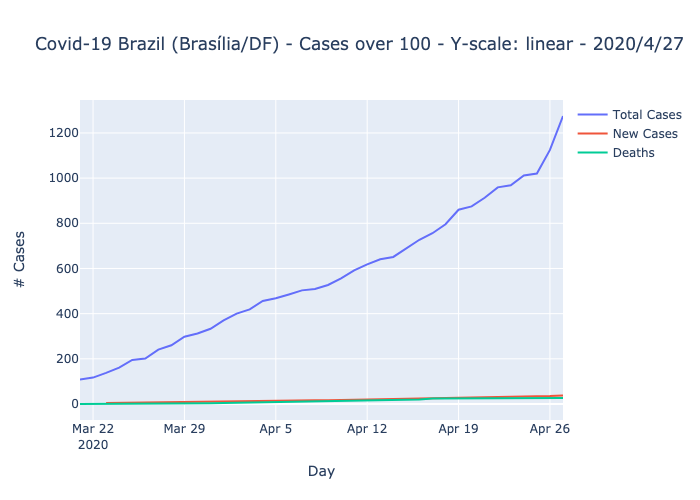 Covid-19 Brazil (Brasília/DF) - Cases over 100 - Y-scale: linear - 2020/4/27
Total Cases
New Cases
Deaths
1200
1000
800
600
400
200
0
# Cases
Mar 22 Mar 29 Apr 5 Apr 12 Apr 19 Apr 26
2020
Day